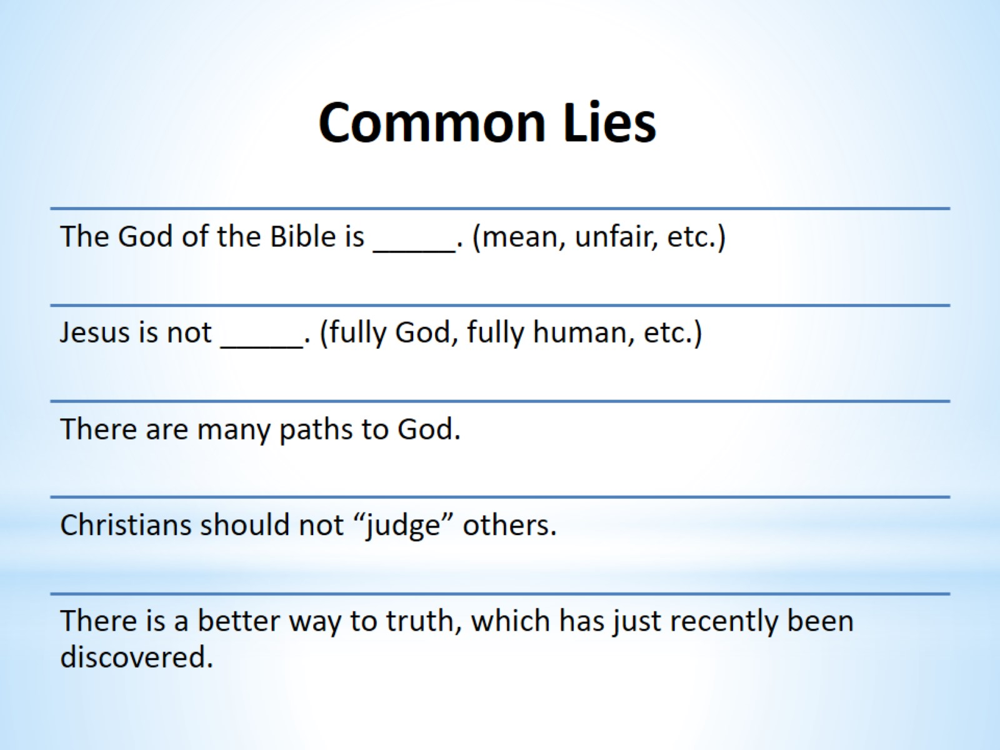 Common Lies
The God of the Bible is _____. (mean, unfair, etc.)
Jesus is not _____. (fully God, fully human, etc.)
There are many paths to God.
Christians should not “judge” others.
There is a better way to truth, which has just recently been
discovered.